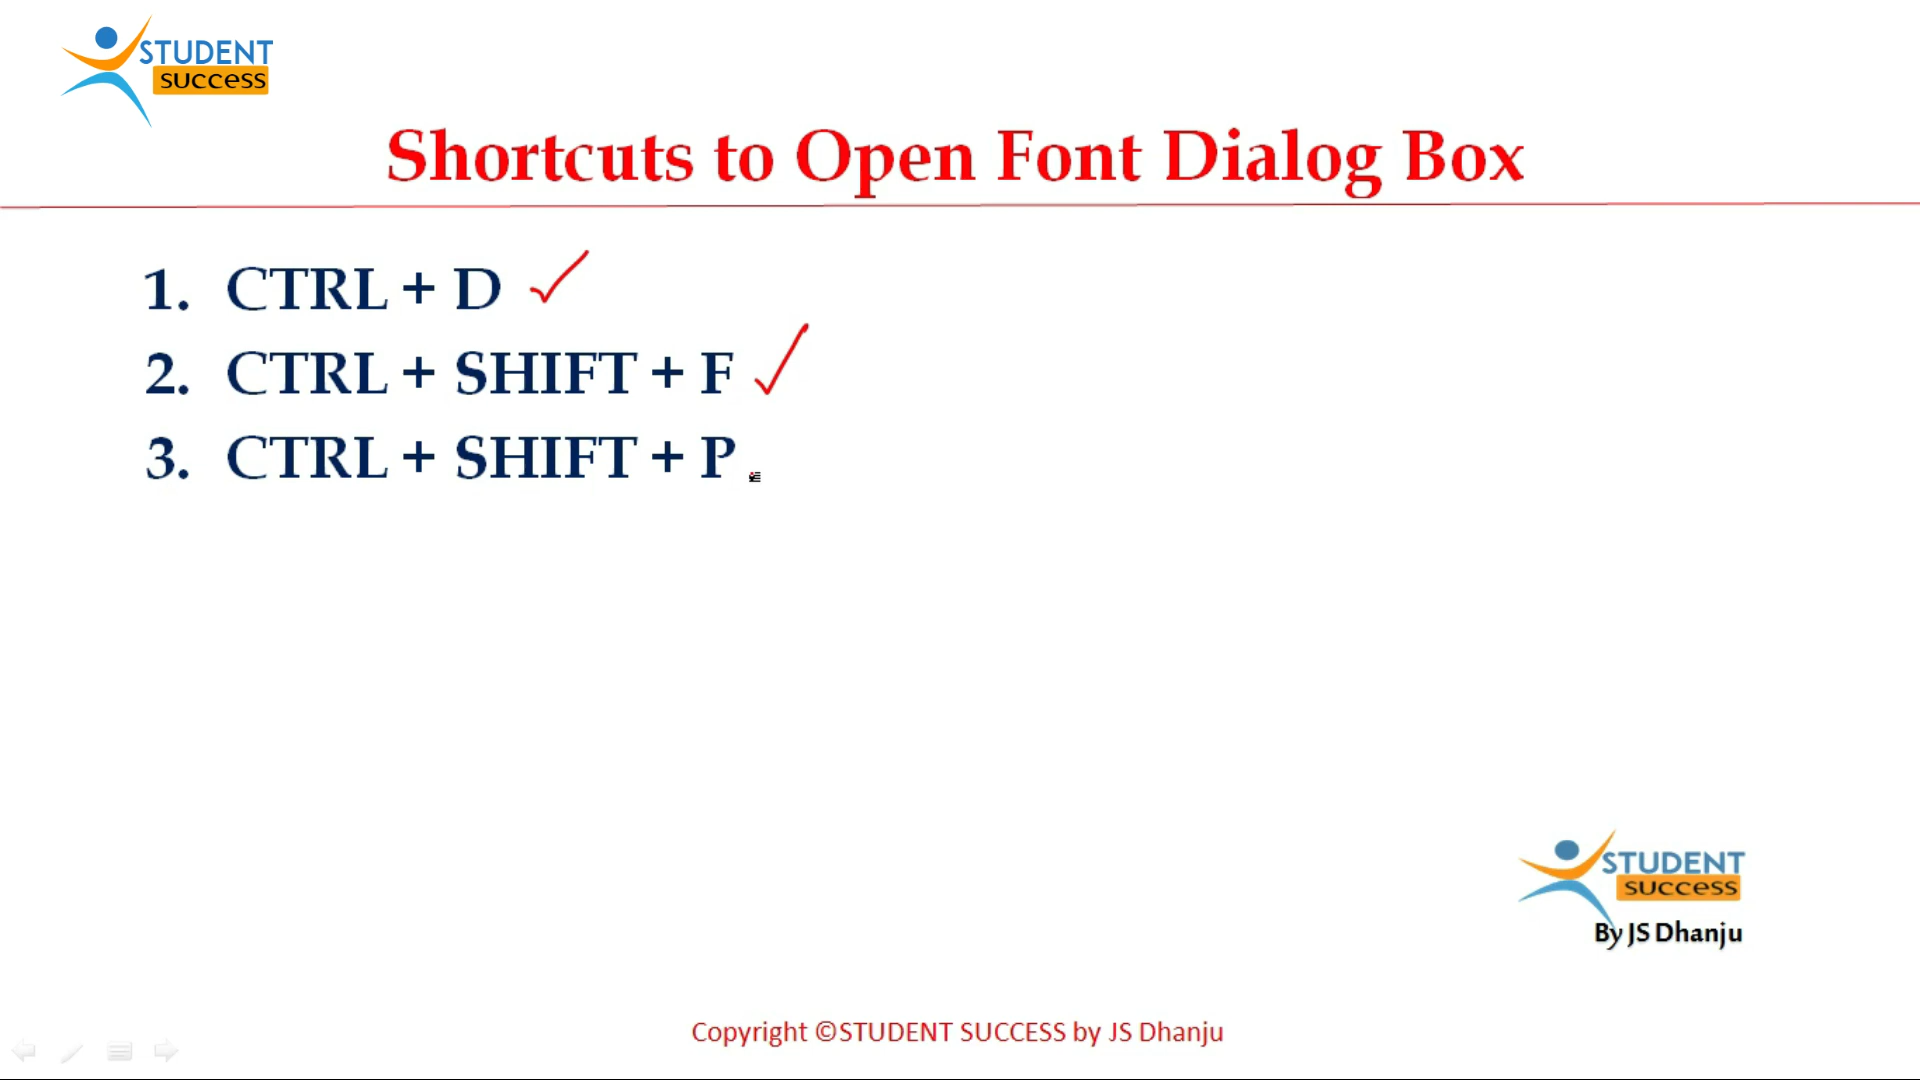 STUDENT
success
Shortcuts to Open Font Dialog Box
1. CTRL + D
2. CTRL + SHIFT + F
3. CTRL + SHIFT + P
STUDENT
success
By JS Dhanju
Copyright ©STUDENT SUCCESS by JS Dhanju